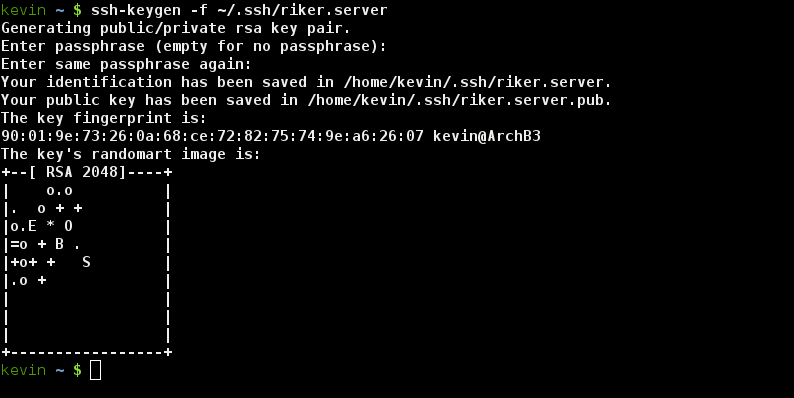 kevin ~ $ ssh-keygen -f ~/.ssh/riker.server
Generating public/private rsa key pair.
Enter passphrase (empty for no passphrase):
Enter same passphrase again:
Your identification has been saved in /home/kevin/.ssh/riker.server.
Your public key has been saved in /home/kevin/.ssh/riker.server.pub.
The key fingerprint is:
90:01:9e:73:26:0a:68:ce:72:82:75:74:9e:a6:26:07 kevin@ArchB3
The key's randomart image is:
+--[ RSA 2048]----+
|    o.o          |
|.  o + +         |
|o.E * O          |
|=o + B .         |
|+o+ +   S        |
|.o +             |
|                 |
|                 |
|                 |
+-----------------+
kevin ~ $